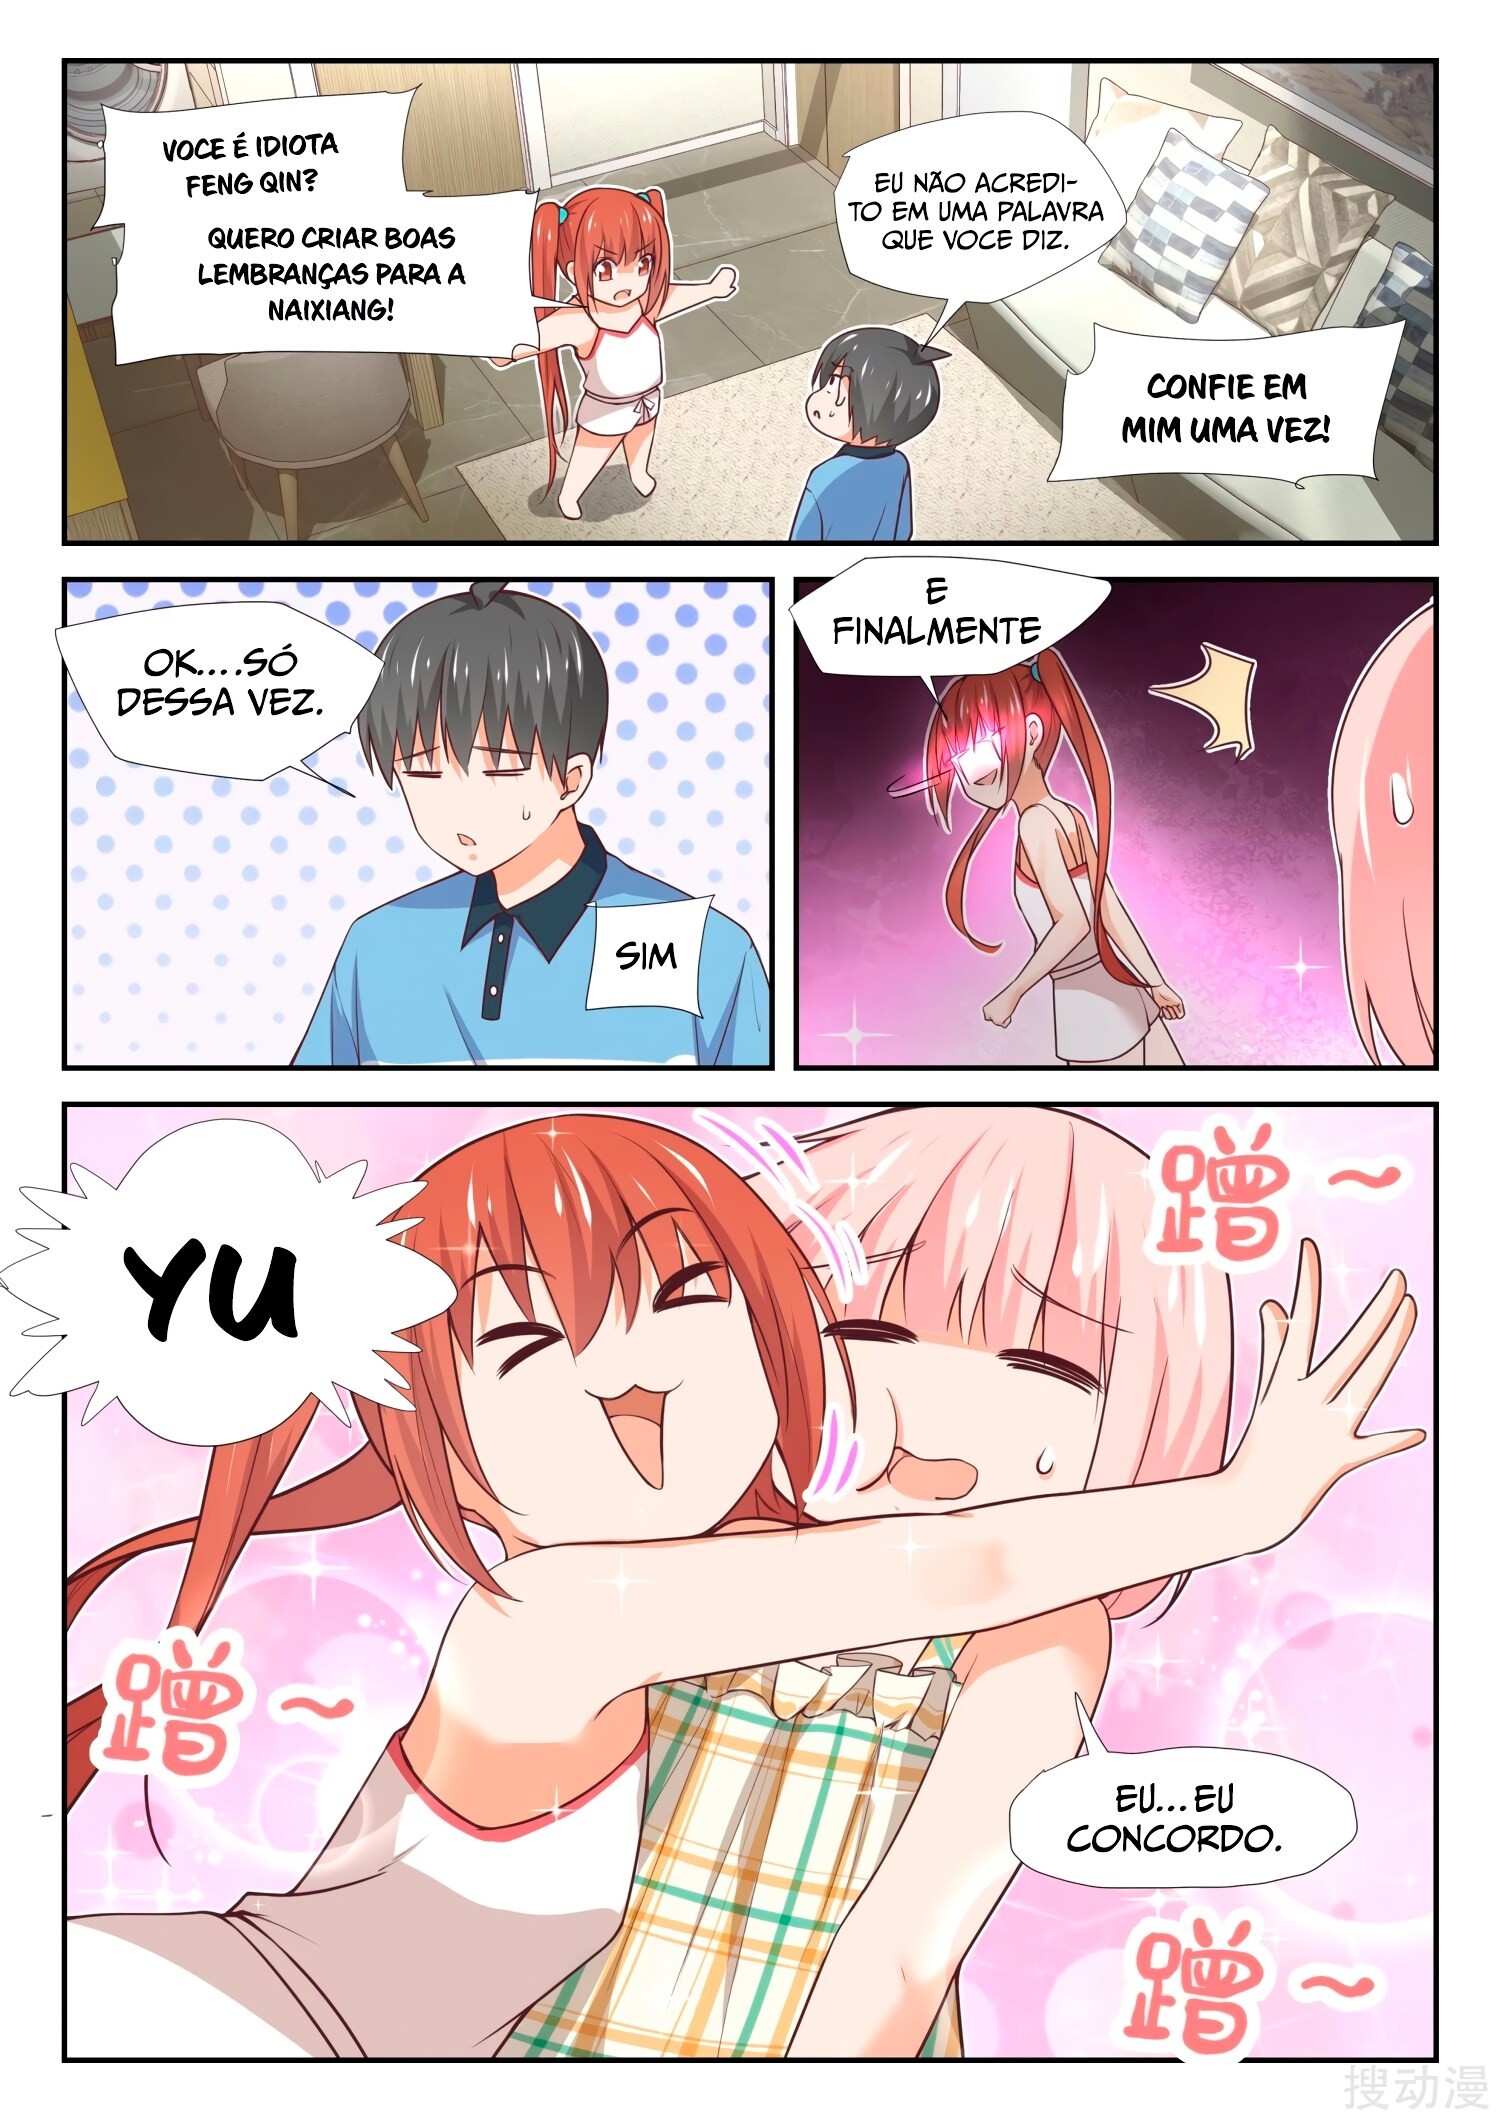 VOCE É IDIOTA
FENG QIN?
QUERO CRIAR BOAS
LEMBRANÇAS PARA A
NAIXIANG!
EU NÃO ACREDI-
TO EM UMA PALAVRA
QUE VOCE DIZ.
CONFIE EM
MIM UMA VEZ!
OK....SÓ
DESSA VEZ.
SIM
E
FINALMENTE
YU
蹭~
蹭~
EU...EU
CONCORDO.
蹭~
搜动漫